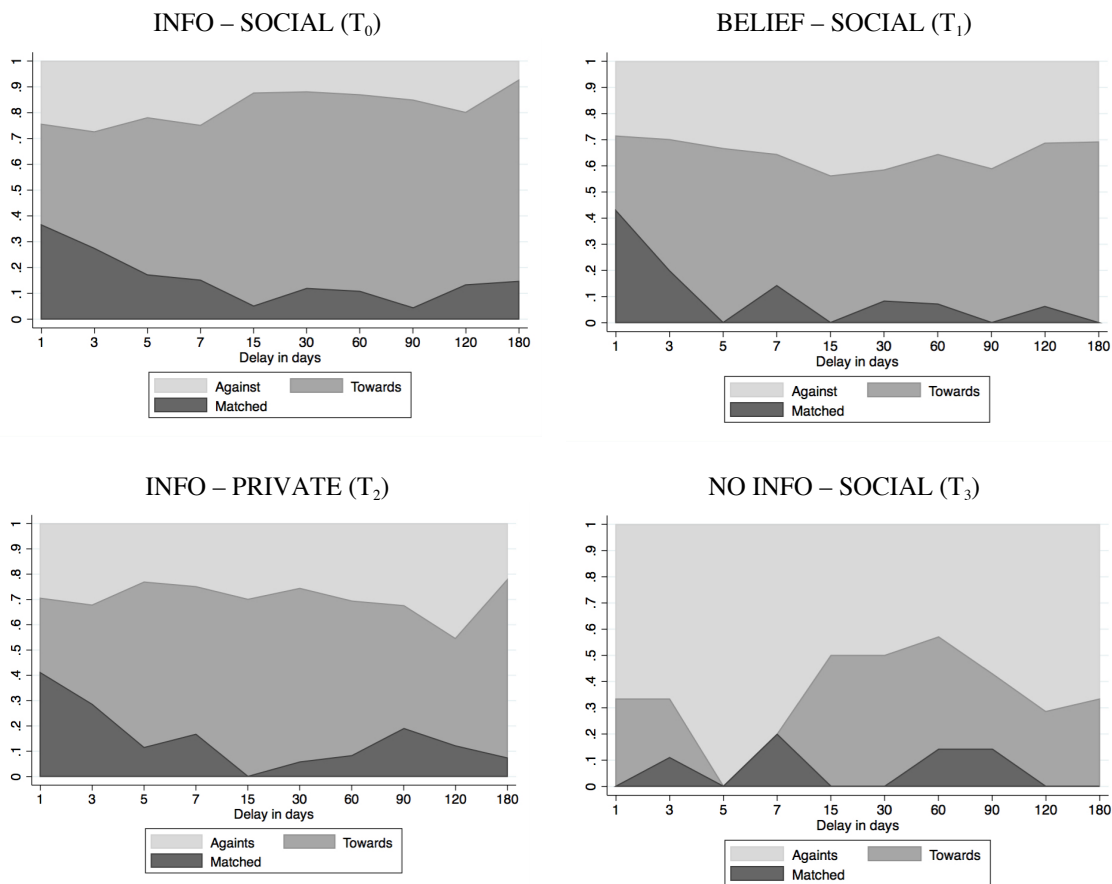 INFO – SOCIAL (T0)
1
.9
.8
.7
.6
.5
.4
.3
.2
.1
0
1 3 5 7 15 30 60 90 120 180
Delay in days
Against Towards
Matched
BELIEF – SOCIAL (T1)
1
.9
.8
.7
.6
.5
.4
.3
.2
.1
0
1 3 5 7 15 30 60 90 120 180
Delay in days
Against Towards
Matched
INFO – PRIVATE (T2)
1
.9
.8
.7
.6
.5
.4
.3
.2
.1
0
1 3 5 7 15 30 60 90 120 180
Delay in days
Againts Towards
Matched
NO INFO – SOCIAL (T3)
1
.9
.8
.7
.6
.5
.4
.3
.2
.1
0
1 3 5 7 15 30 60 90 120 180
Delay in days
Againts Towards
Matched